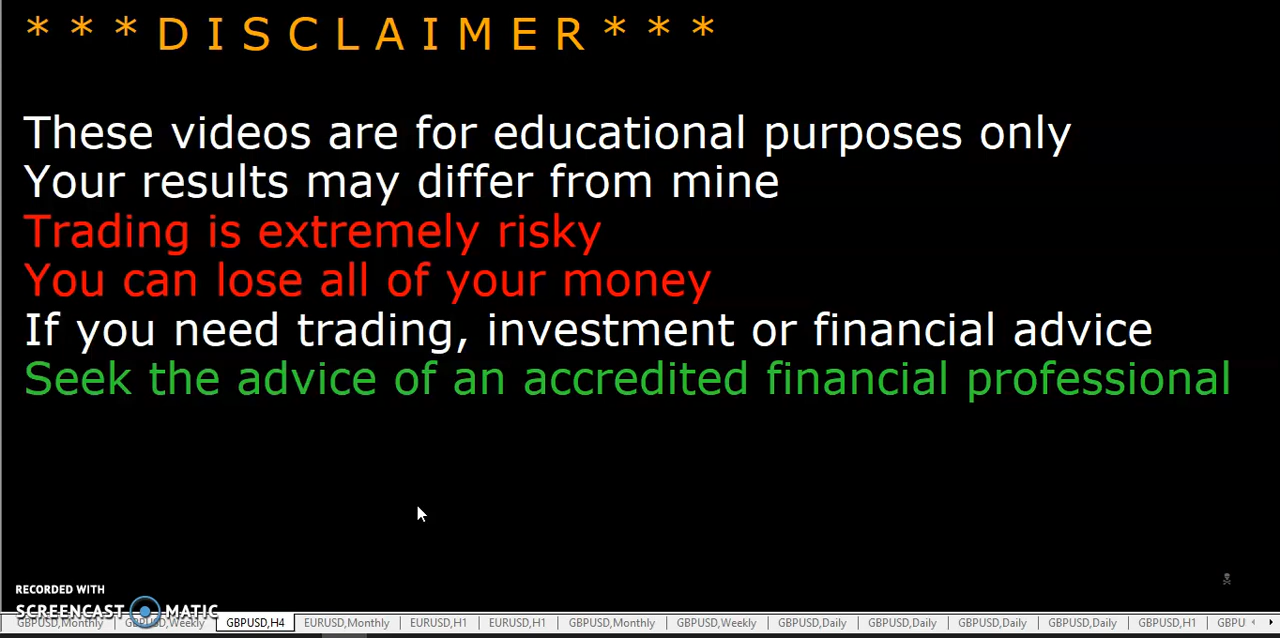 * * * D I S C L A I M E R * * *
These videos are for educational purposes only
Your results may differ from mine
Trading is extremely risky
You can lose all of your money
If you need trading, investment or financial advice
Seek the advice of an accredited financial professional
RECORDED WITH
SCREENCAST MATIC
GBPUSD,Monthly GBPUSD,Weekly GBPUSD,H4 EURUSD,Monthly EURUSD,H1 EURUSD,H1 GBPUSD,Monthly GBPUSD,Weekly GBPUSD,Daily GBPUSD,Daily GBPUSD,Daily GBPUSD,Daily GBPUSD,H1 GBPU